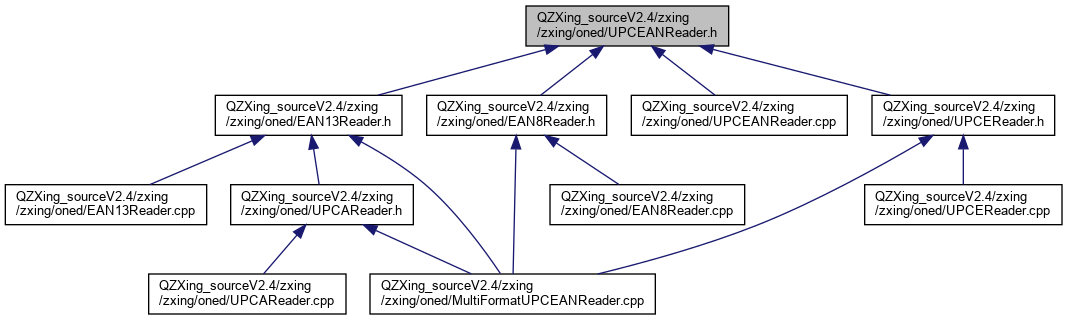 QZXing_sourceV2.4/zxing
/zxing/oned/UPCEANReader.h
QZXing_sourceV2.4/zxing
/zxing/oned/EAN13Reader.h
QZXing_sourceV2.4/zxing
/zxing/oned/EAN8Reader.h
QZXing_sourceV2.4/zxing
/zxing/oned/UPCEANReader.cpp
QZXing_sourceV2.4/zxing
/zxing/oned/UPCEReader.h
QZXing_sourceV2.4/zxing
/zxing/oned/EAN13Reader.cpp
QZXing_sourceV2.4/zxing
/zxing/oned/UPCAReader.h
QZXing_sourceV2.4/zxing
/zxing/oned/EAN8Reader.cpp
QZXing_sourceV2.4/zxing
/zxing/oned/UPCEReader.cpp
QZXing_sourceV2.4/zxing
/zxing/oned/UPCAReader.cpp
QZXing_sourceV2.4/zxing
/zxing/oned/MultiFormatUPCEANReader.cpp